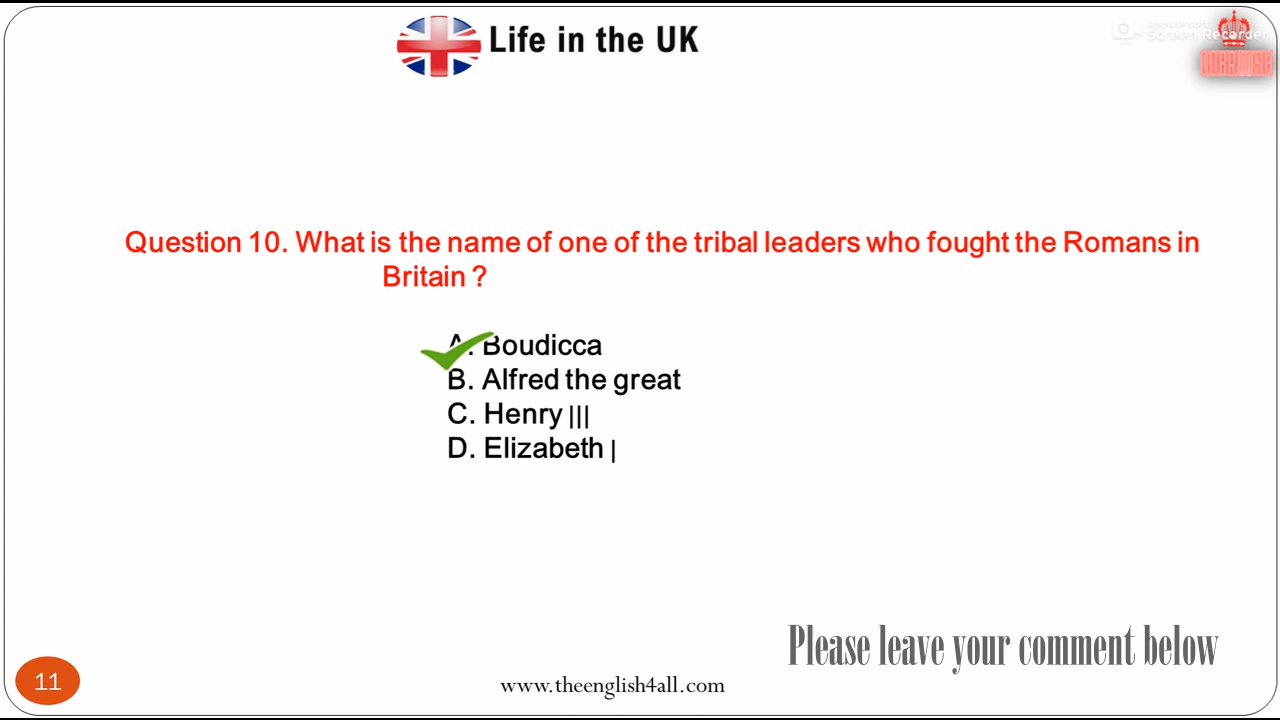 Life in the UK
Screen Recorder
GOBRITISH
Question 10. What is the name of one of the tribal leaders who fought the Romans in
Britain ?
A. Boudicca
B. Alfred the great
C. Henry |||
D. Elizabeth |
Please leave your comment below
11
www.theenglish4all.com